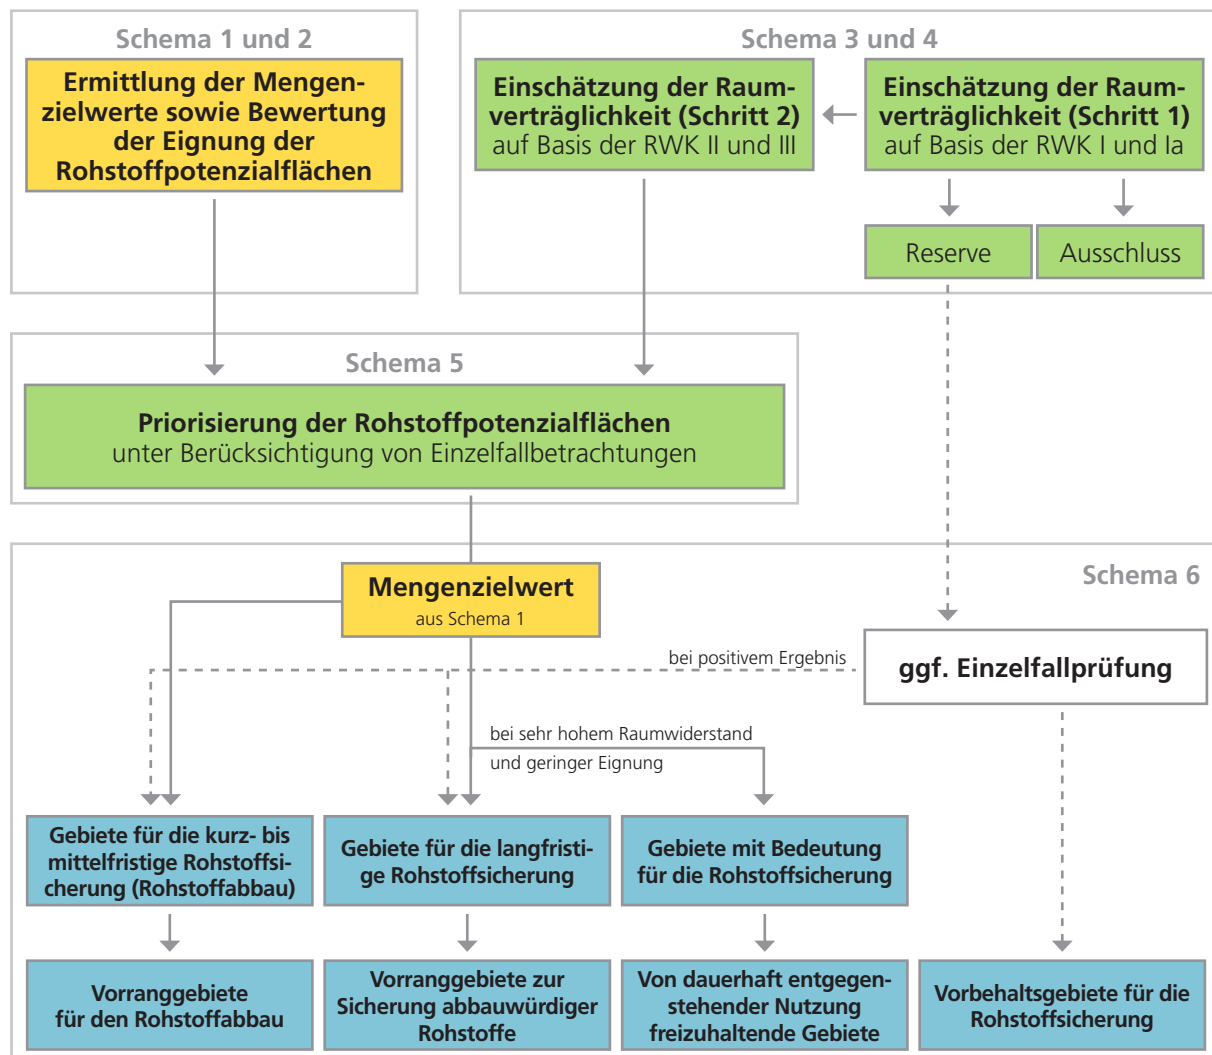 Schema 1 und 2
Ermittlung der Mengen-
zielwerte sowie Bewertung
der Eignung der
Rohstoffpotenzialflächen
Schema 3 und 4
Einschätzung der Raum-
verträglichkeit (Schritt 2)
auf Basis der RWK II und III
Einschätzung der Raum-
verträglichkeit (Schritt 1)
auf Basis der RWK I und Ia
Reserve
Ausschluss
Schema 5
Priorisierung der Rohstoffpotenzialflächen
unter Berücksichtigung von Einzelfallbetrachtungen
Schema 6
Mengenzielwert
aus Schema 1
bei positivem Ergebnis
ggf. Einzelfallprüfung
bei sehr hohem Raumwiderstand
und geringer Eignung
Gebiete für die kurz- bis
mittelfristige Rohstoffsi-
cherung (Rohstoffabbau)
Gebiete für die langfristi-
ge Rohstoffsicherung
Gebiete mit Bedeutung
für die Rohstoffsicherung
Vorranggebiete
für den Rohstoffabbau
Vorranggebiete zur
Sicherung abbauwürdiger
Rohstoffe
Von dauerhaft entgegen-
stehender Nutzung
freizuhaltende Gebiete
Vorbehaltsgebiete für die
Rohstoffsicherung